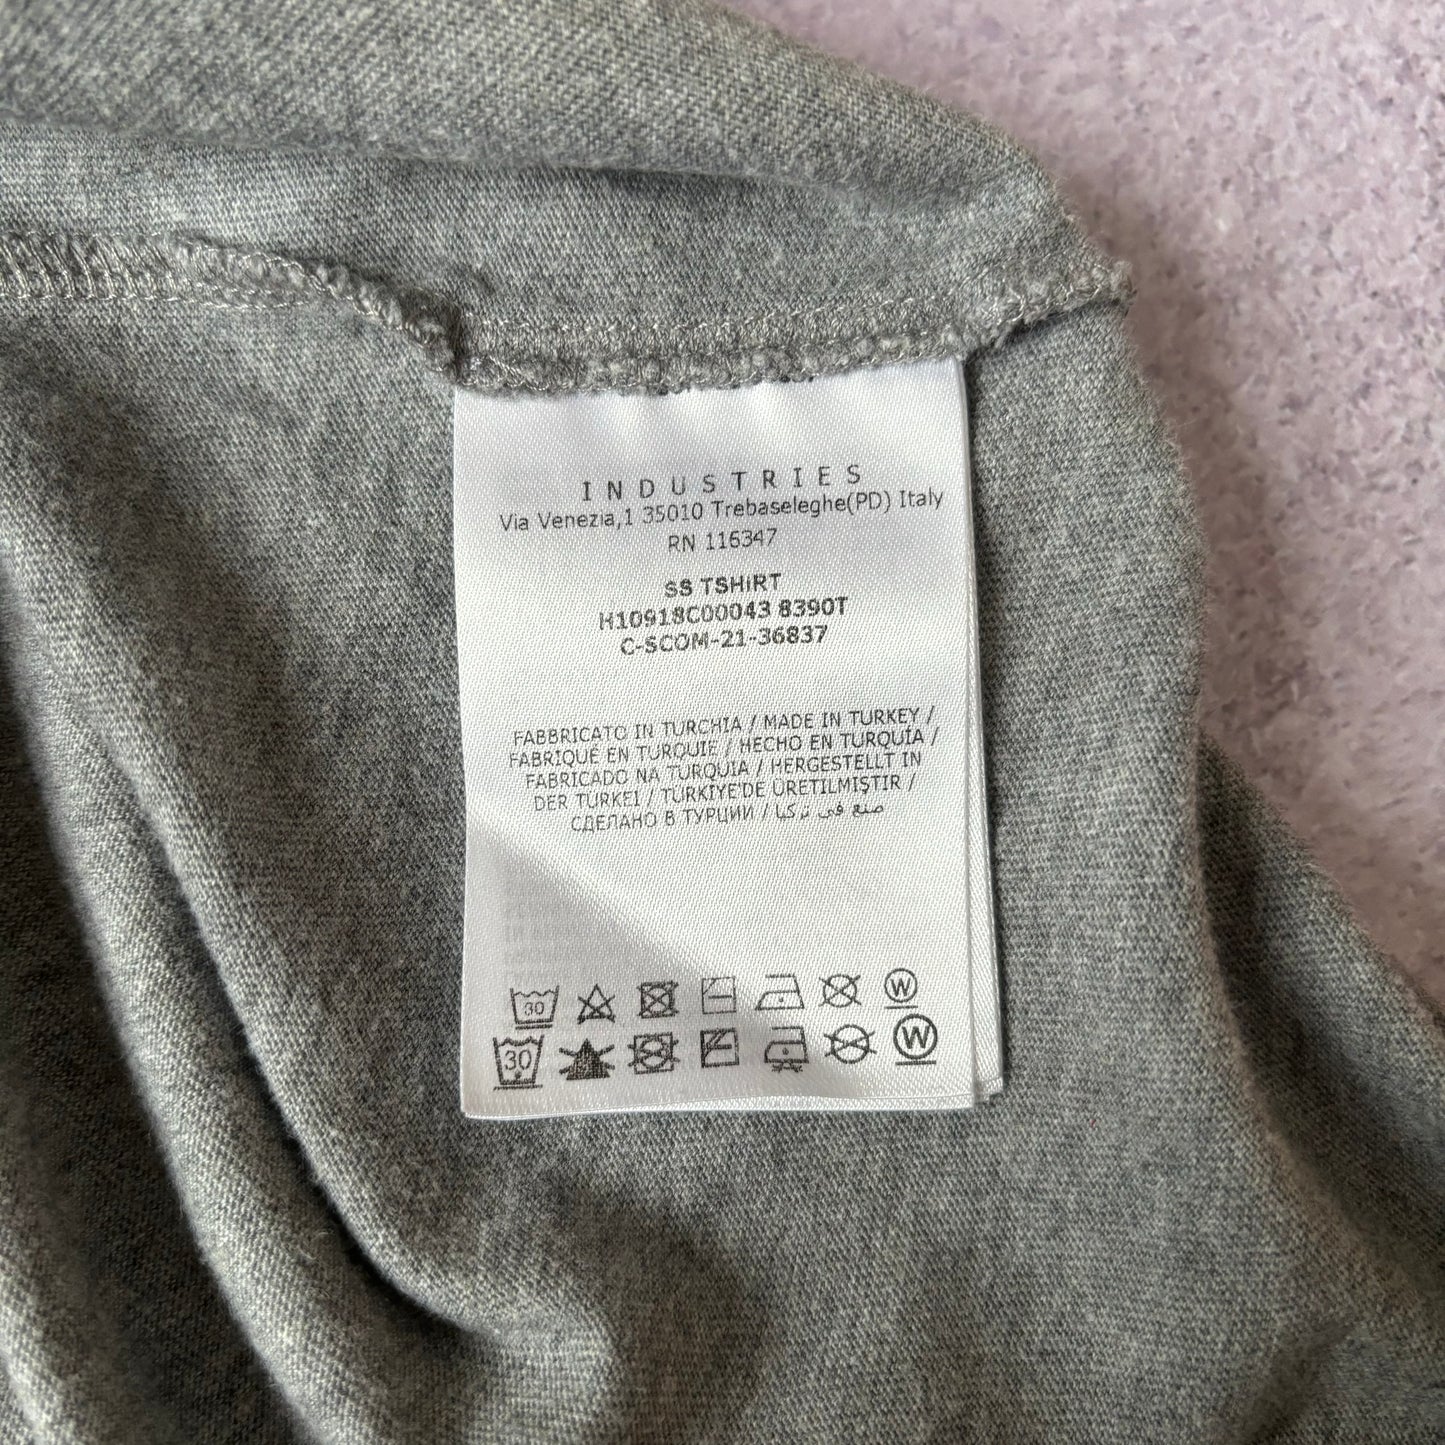 INDUSTRIES
Via Venezia,1 35010 Trebaseleghe(PD) Italy
RN 116347
SS TSHIRT
H10918C00043 8390T
C-SCOM-21-36837
FABBRICATO IN TURCHIA / MADE IN TURKEY /
FABRIQUÉ EN TURQUIE / HECHO EN TURQUÍA /
FABRICADO NA TURQUIA / HERGESTELLT IN
DER TÜRKEI / TÜRKIYE'DE ÜRETILMIŞTIR /
СДЕЛАНО В ТУРЦИИ / صنع في تركيا
30 W
30 W